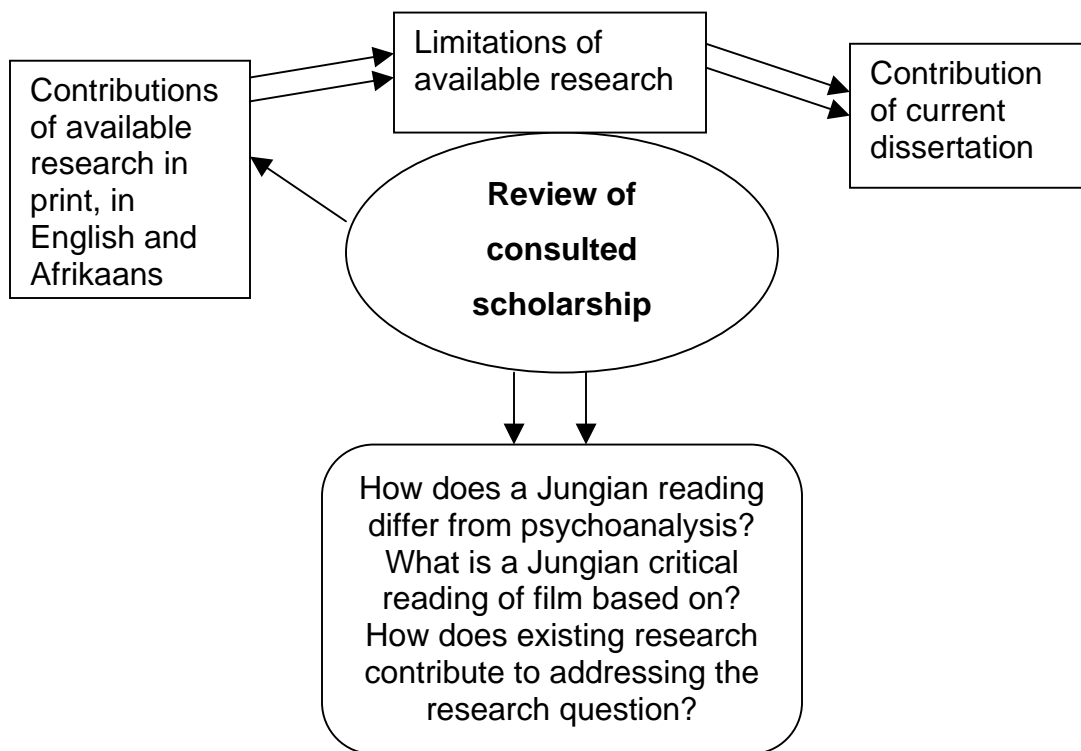 Contributions
of available
research in
print, in
English and
Afrikaans
Limitations of
available research
Contribution
of current
dissertation
Review of
consulted
scholarship
How does a Jungian reading
differ from psychoanalysis?
What is a Jungian critical
reading of film based on?
How does existing research
contribute to addressing the
research question?